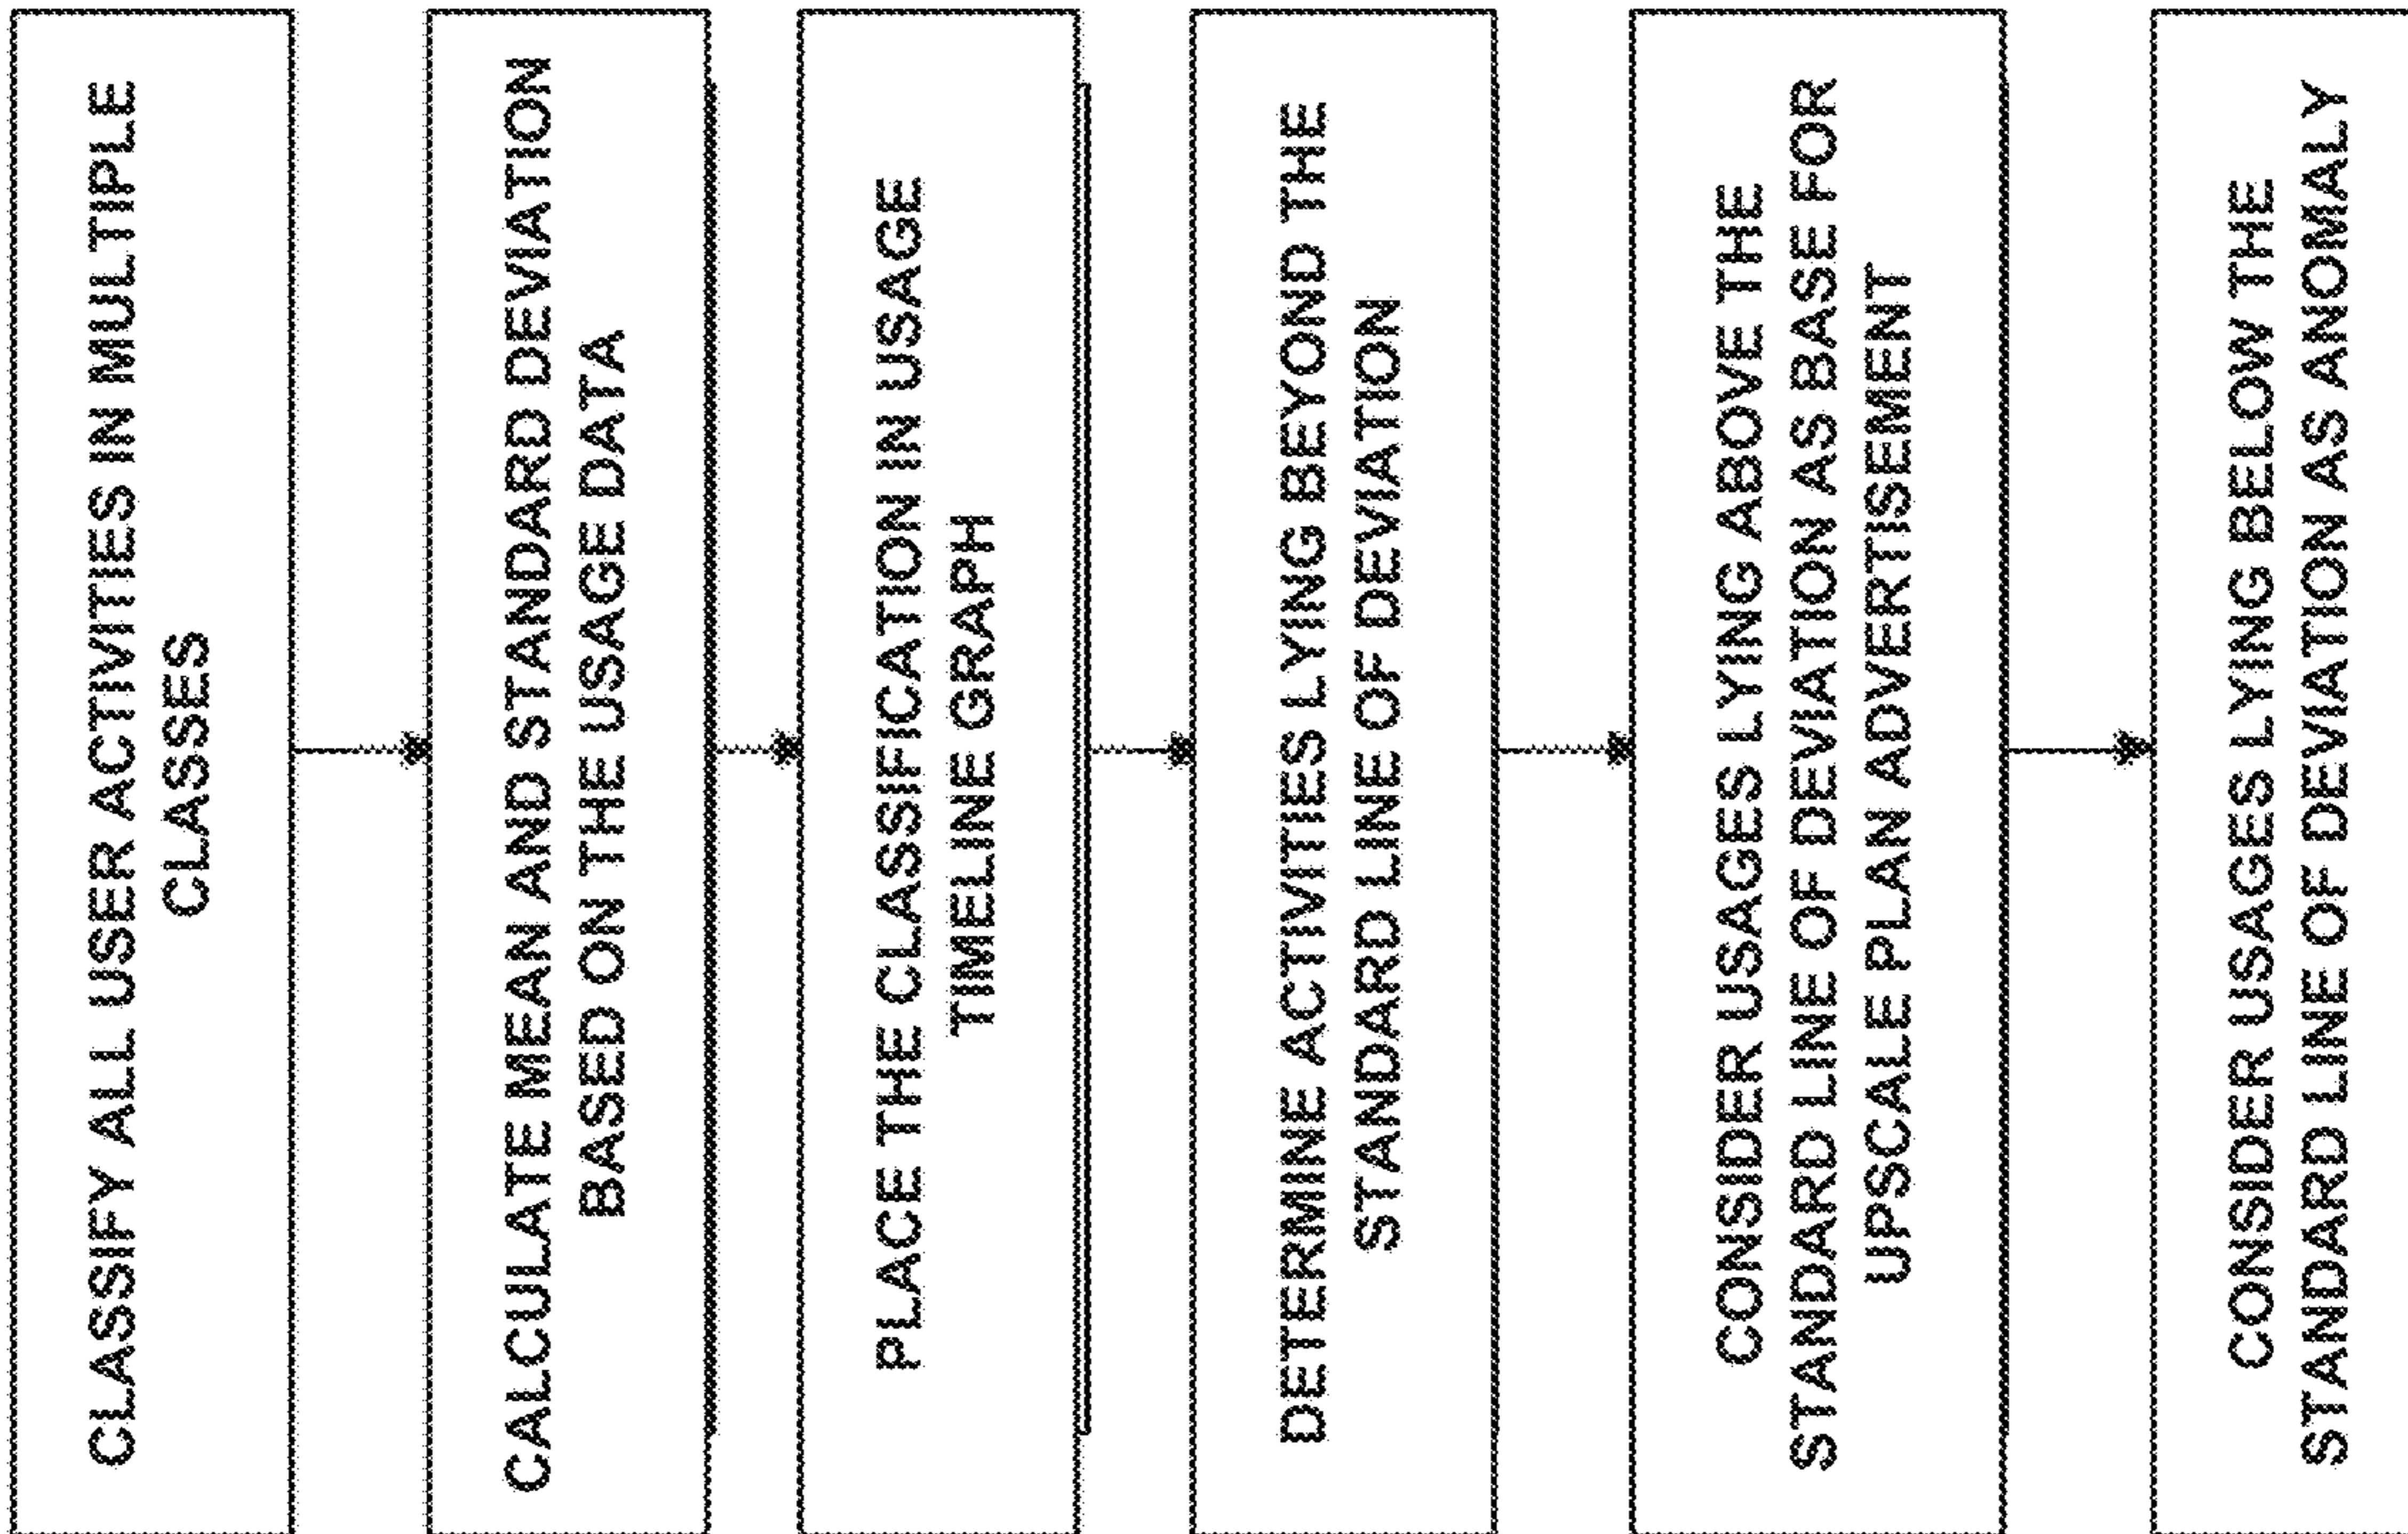 CLASSIFY ALL USER ACTIVITIES IN MULTIPLE
CLASSES
CALCULATE MEAN AND STANDARD DEVIATION
BASED ON THE USAGE DATA
PLACE THE CLASSIFICATION IN USAGE
TIMELINE GRAPH
DETERMINE ACTIVITIES LYING BEYOND THE
STANDARD LINE OF DEVIATION
CONSIDER USAGES LYING ABOVE THE
STANDARD LINE OF DEVIATION AS BASE FOR
UPSCALE PLAN ADVERTISEMENT
CONSIDER USAGES LYING BELOW THE
STANDARD LINE OF DEVIATION AS ANOMALY